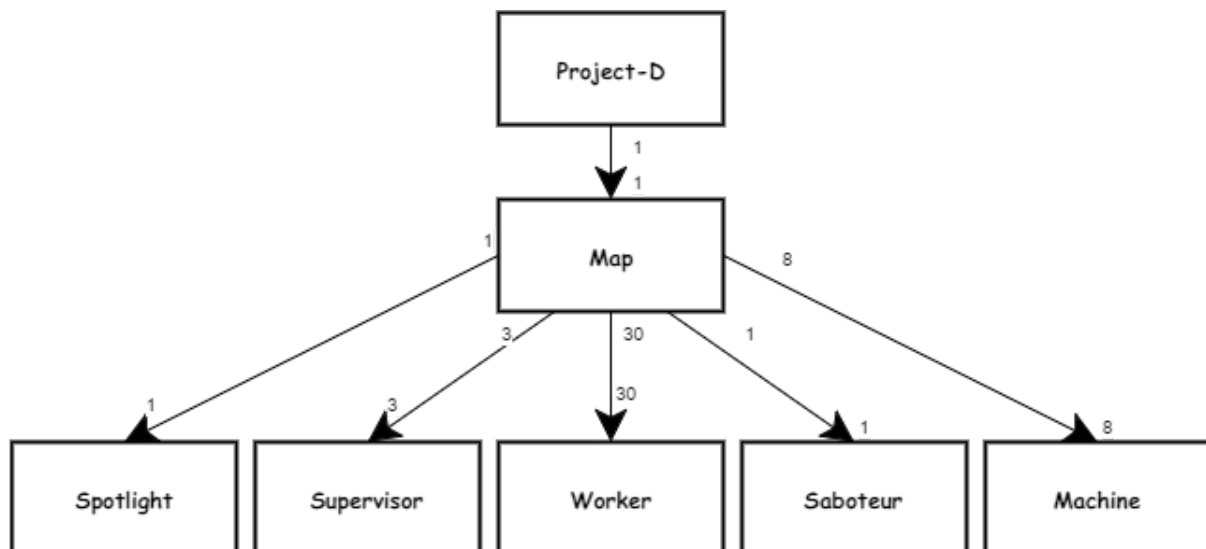 Project-D
1
1
Map
1
3
30
1
8
1
3
30
1
8
Spotlight
Supervisor
Worker
Saboteur
Machine